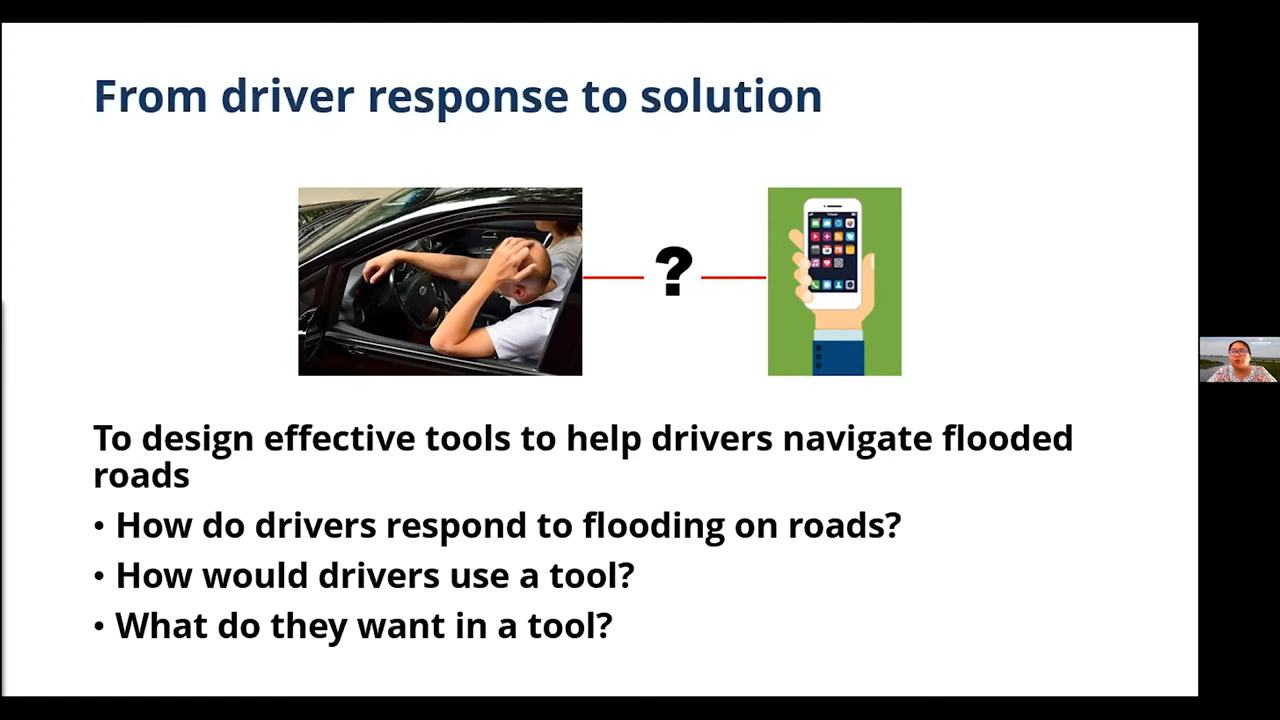 From driver response to solution
?
To design effective tools to help drivers navigate flooded
roads
• How do drivers respond to flooding on roads?
• How would drivers use a tool?
• What do they want in a tool?